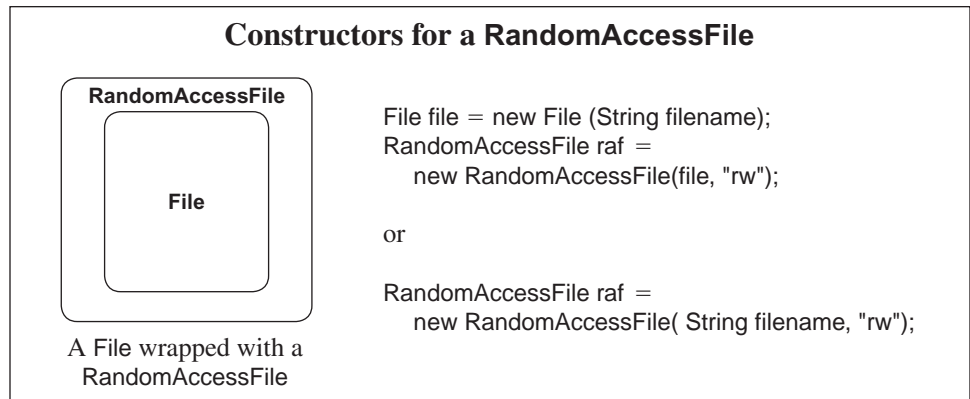 Constructors for a RandomAccessFile
RandomAccessFile
File
A File wrapped with a
RandomAccessFile
File file = new File (String filename);
RandomAccessFile raf =
new RandomAccessFile(file, "rw");
or
RandomAccessFile raf =
new RandomAccessFile( String filename, "rw");